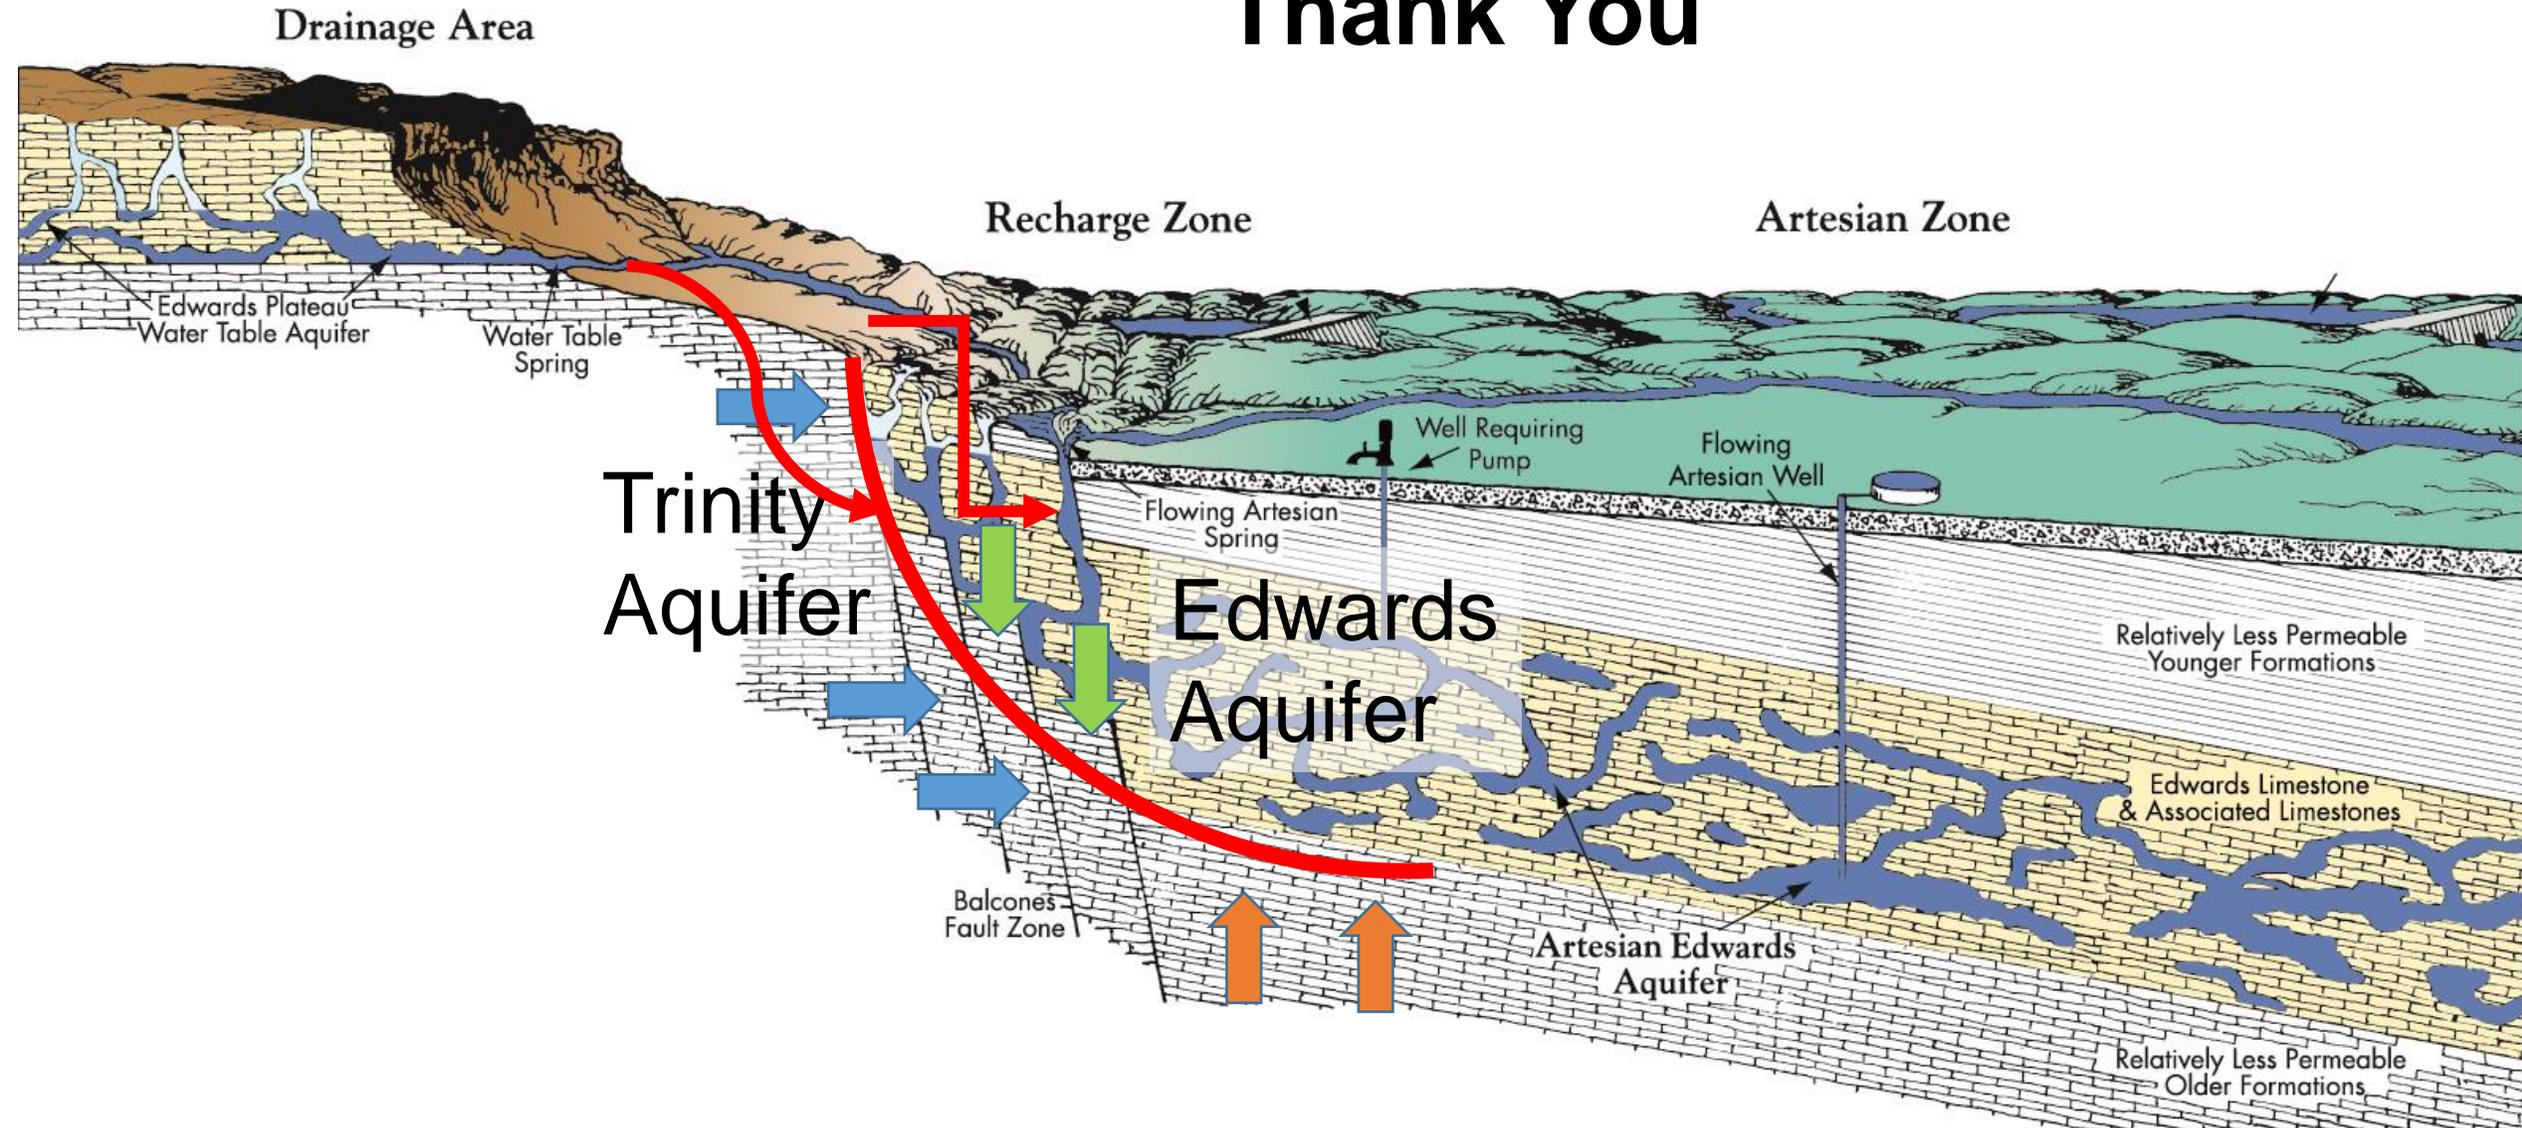 Thank You
Drainage Area
Recharge Zone
Artesian Zone
Edwards Plateau
Water Table Aquifer
Water Table
Spring
Well Requiring
Pump
Flowing
Artesian Well
Flowing Artesian
Spring
Trinity
Aquifer
Edwards
Aquifer
Relatively Less Permeable
Younger Formations
Edwards Limestone
& Associated Limestones
Balcones
Fault Zone
Artesian Edwards
Aquifer
Relatively Less Permeable
Older Formations